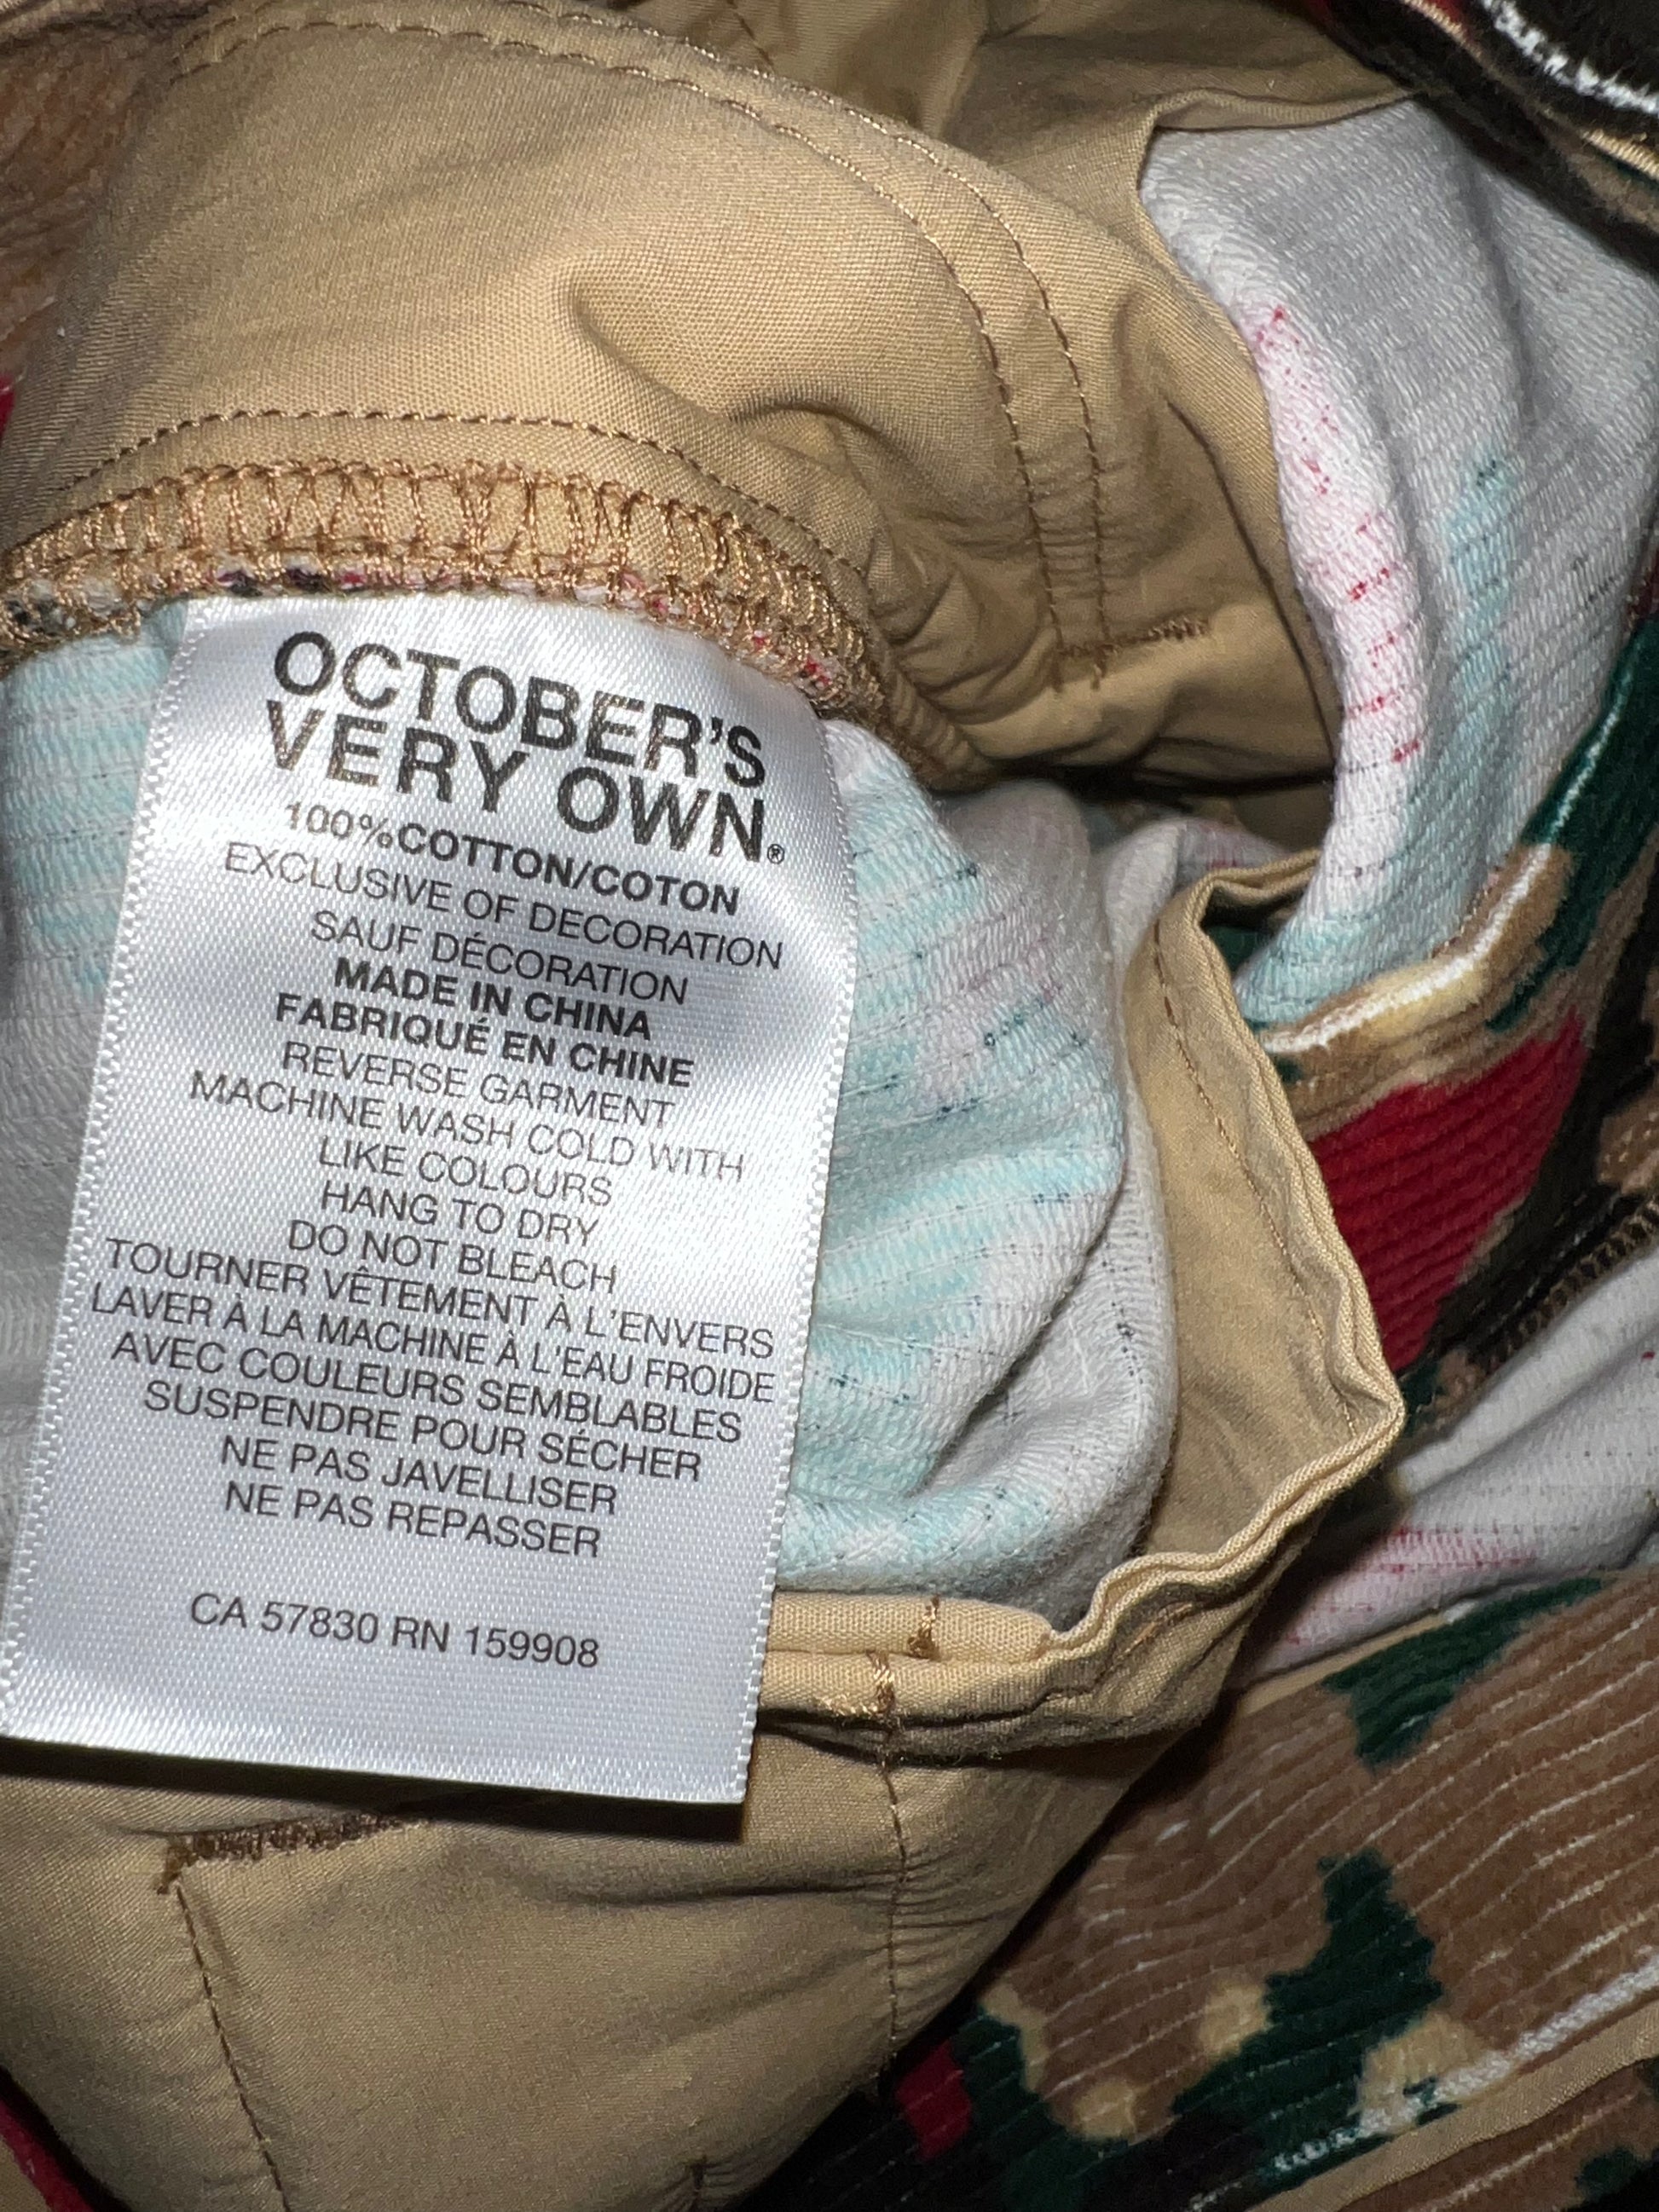 OCTOBER'S
VERY OWN®
100%COTTON/COTON
EXCLUSIVE OF DECORATION
SAUF DÉCORATION
MADE IN CHINA
FABRIQUÉ EN CHINE
REVERSE GARMENT
MACHINE WASH COLD WITH
LIKE COLOURS
HANG TO DRY
DO NOT BLEACH
TOURNER VÊTEMENT À L'ENVERS
LAVER À LA MACHINE À L'EAU FROIDE
AVEC COULEURS SEMBLABLES
SUSPENDRE POUR SÉCHER
NE PAS JAVELLISER
NE PAS REPASSER
CA 57830 RN 159908